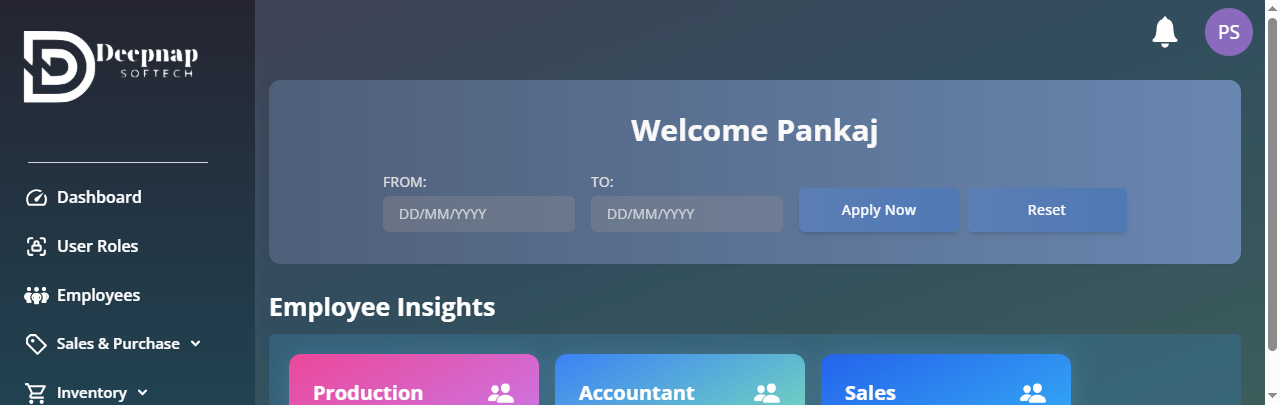 Deepnap
SOFTECH
PS
Welcome Pankaj
FROM:
TO:
DD/MM/YYYY
DD/MM/YYYY
Apply Now
Reset
Dashboard
User Roles
Employees
Sales & Purchase
Inventory
Employee Insights
Production
Accountant
Sales